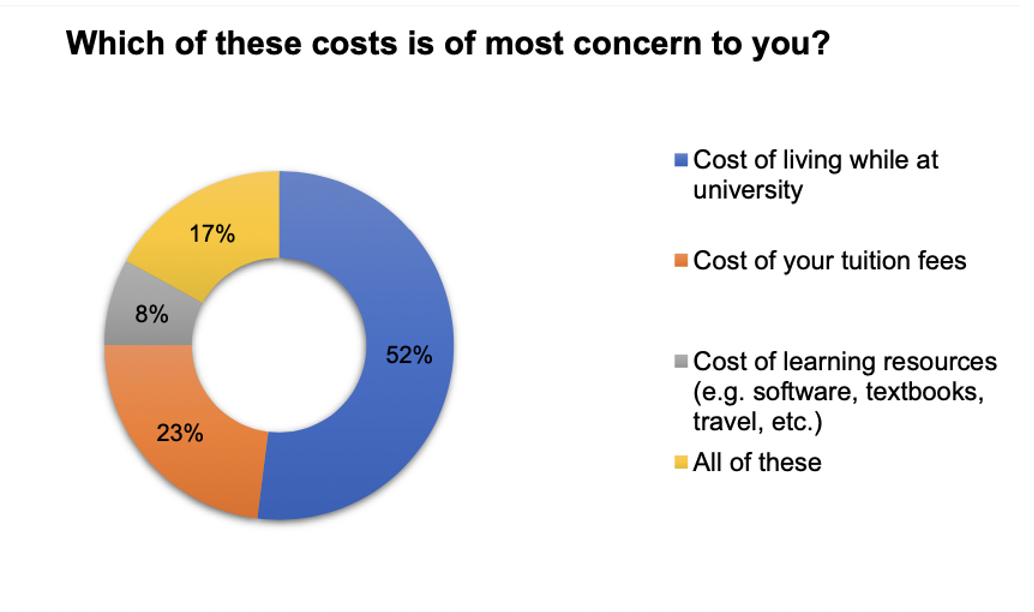 Which of these costs is of most concern to you?
17%
8%
52%
23%
Cost of living while at
university
Cost of your tuition fees
Cost of learning resources
(e.g. software, textbooks,
travel, etc.)
All of these